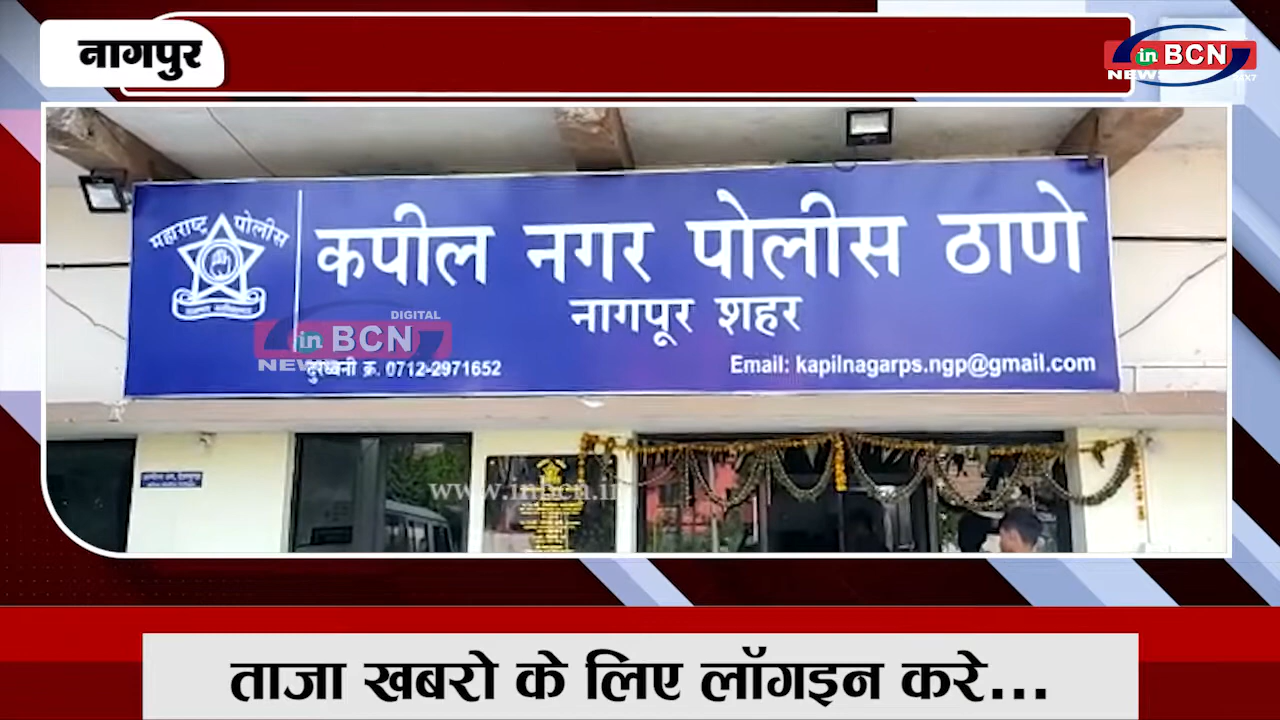 नागपुर
in BCN
NEWS 24X7
महाराष्ट्र पोलीस
कपील नगर पोलीस ठाणे
नागपूर शहर
DIGITAL
in BCN
NEWS
दुरध्वनी क्र. 0712-2971652
Email: kapilnagarps.ngp@gmail.com
www.inbcn.in
ताजा खबरो के लिए लॉगइन करे...